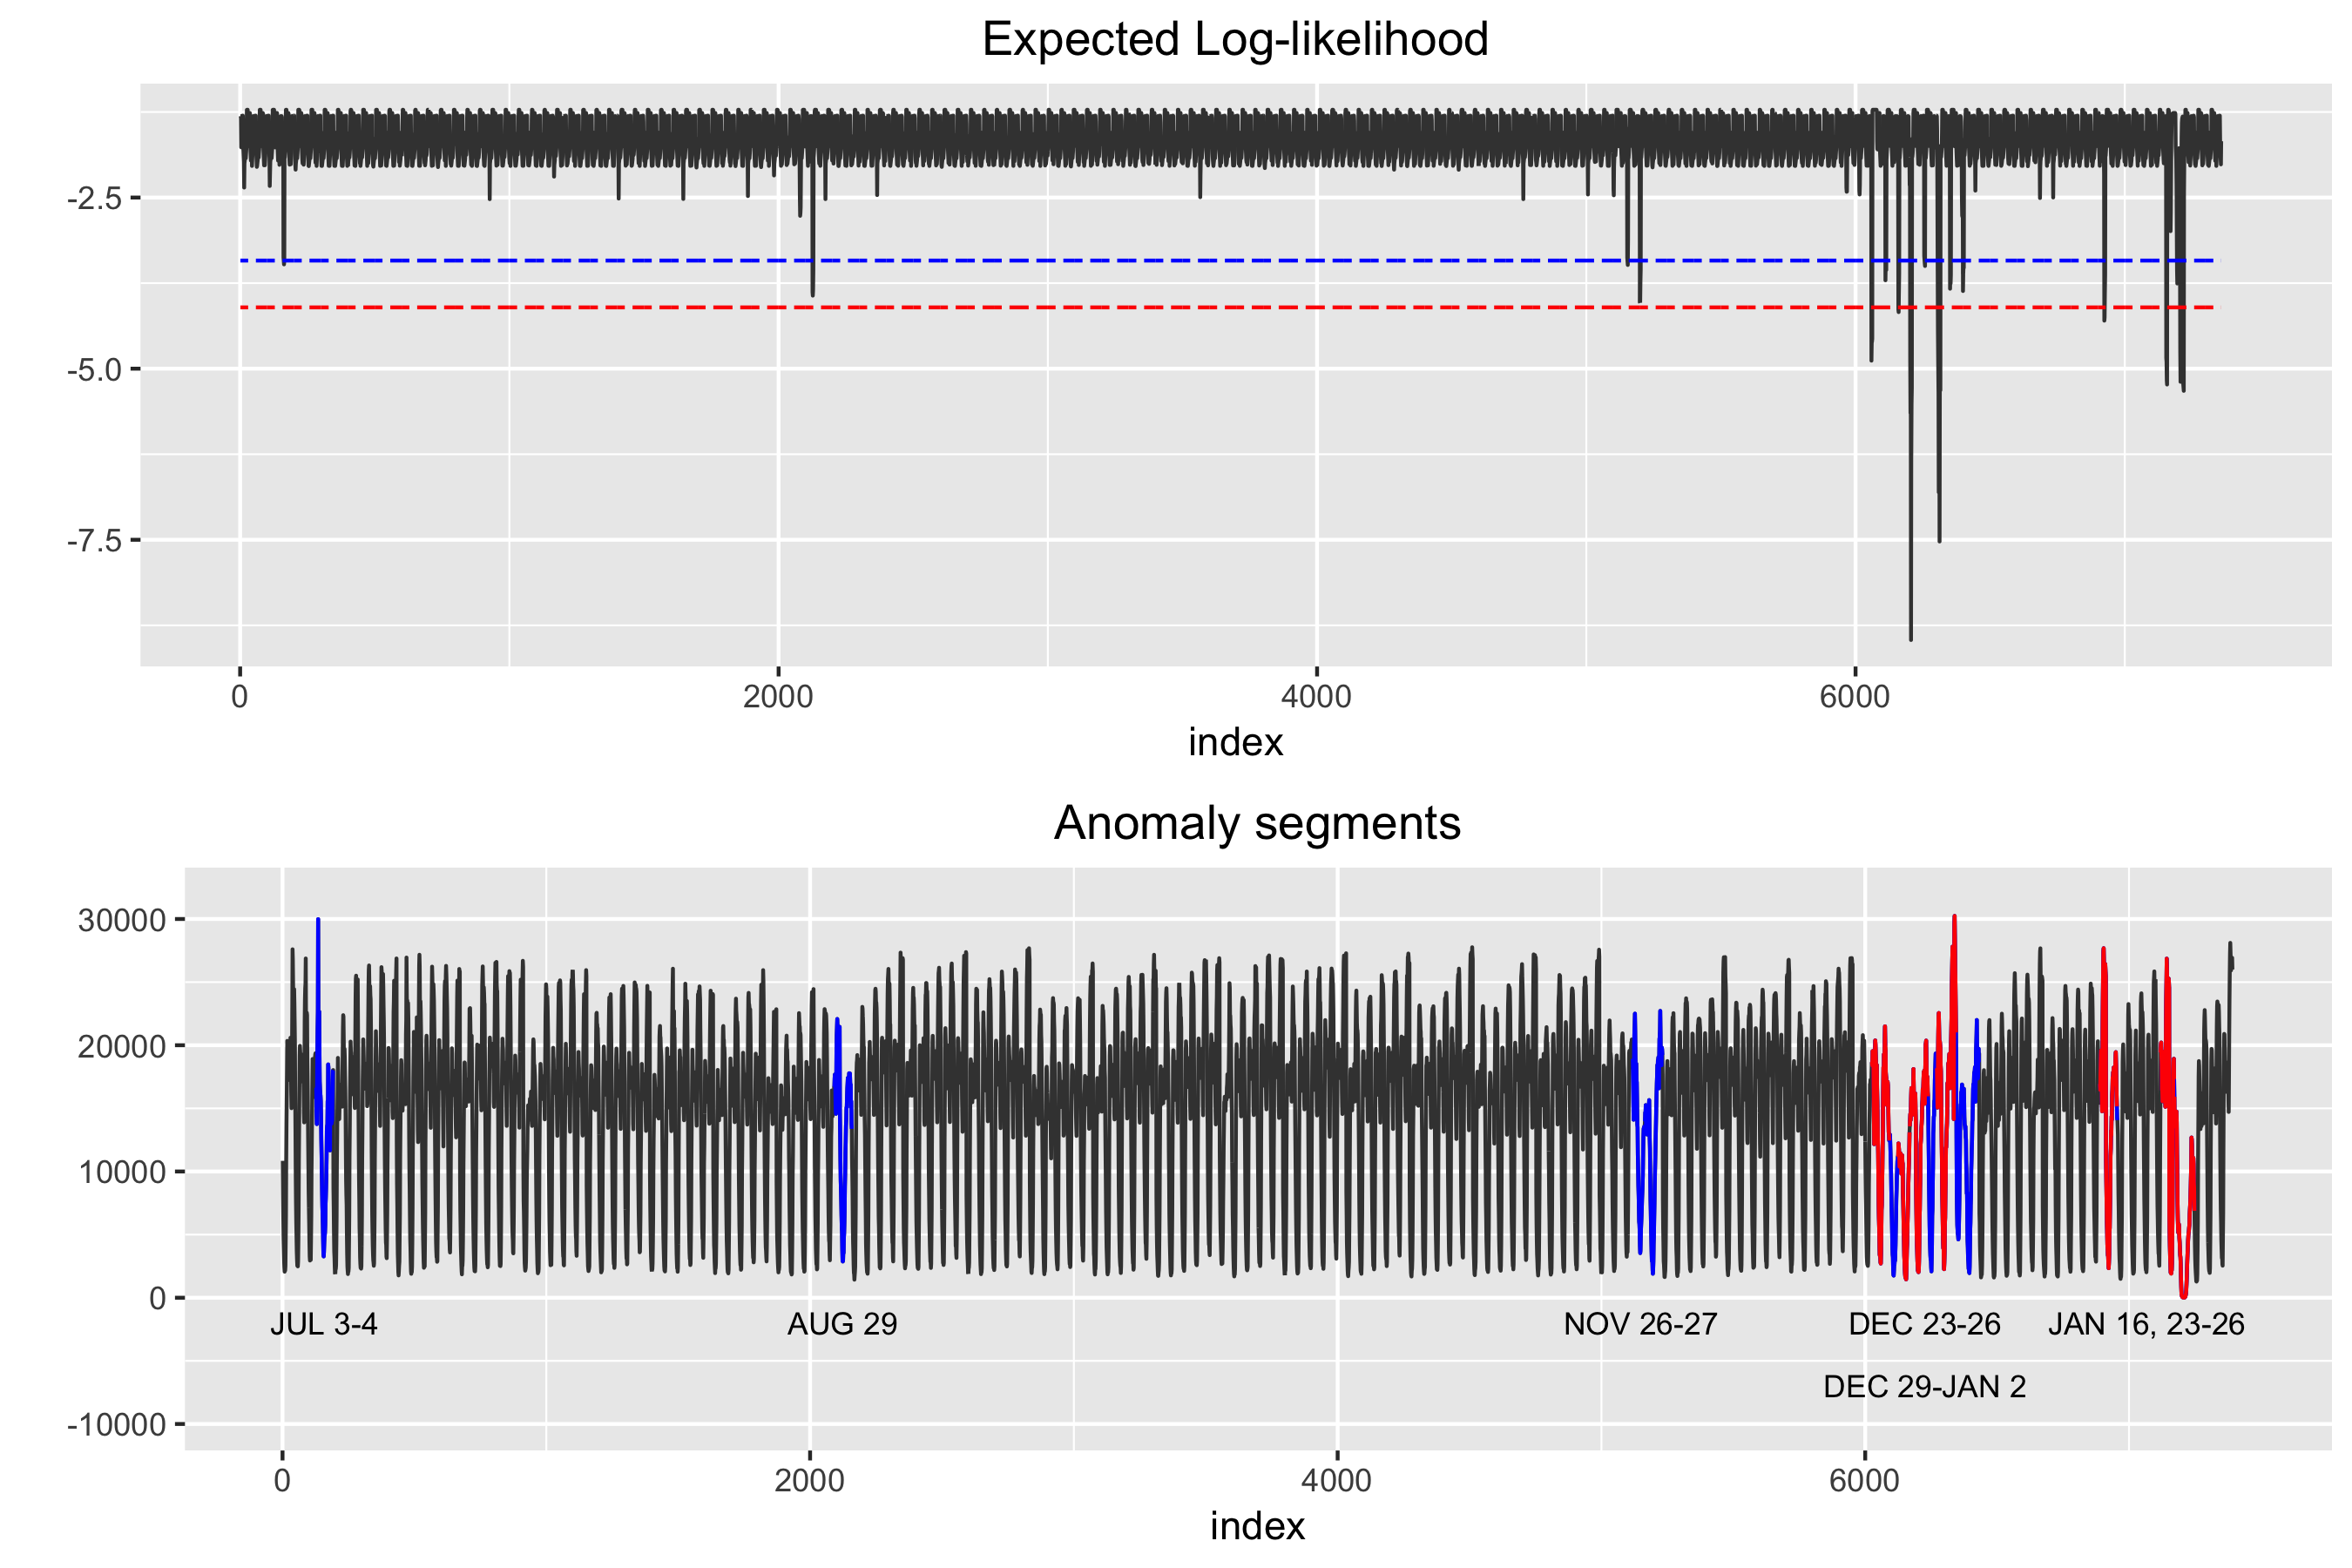 Expected Log-likelihood
-2.5
-5.0
-7.5
0 2000 4000 6000
index
Anomaly segments
30000
20000
10000
0
JUL 3-4 AUG 29 NOV 26-27 DEC 23-26 JAN 16, 23-26
DEC 29-JAN 2
-10000
0 2000 4000 6000
index